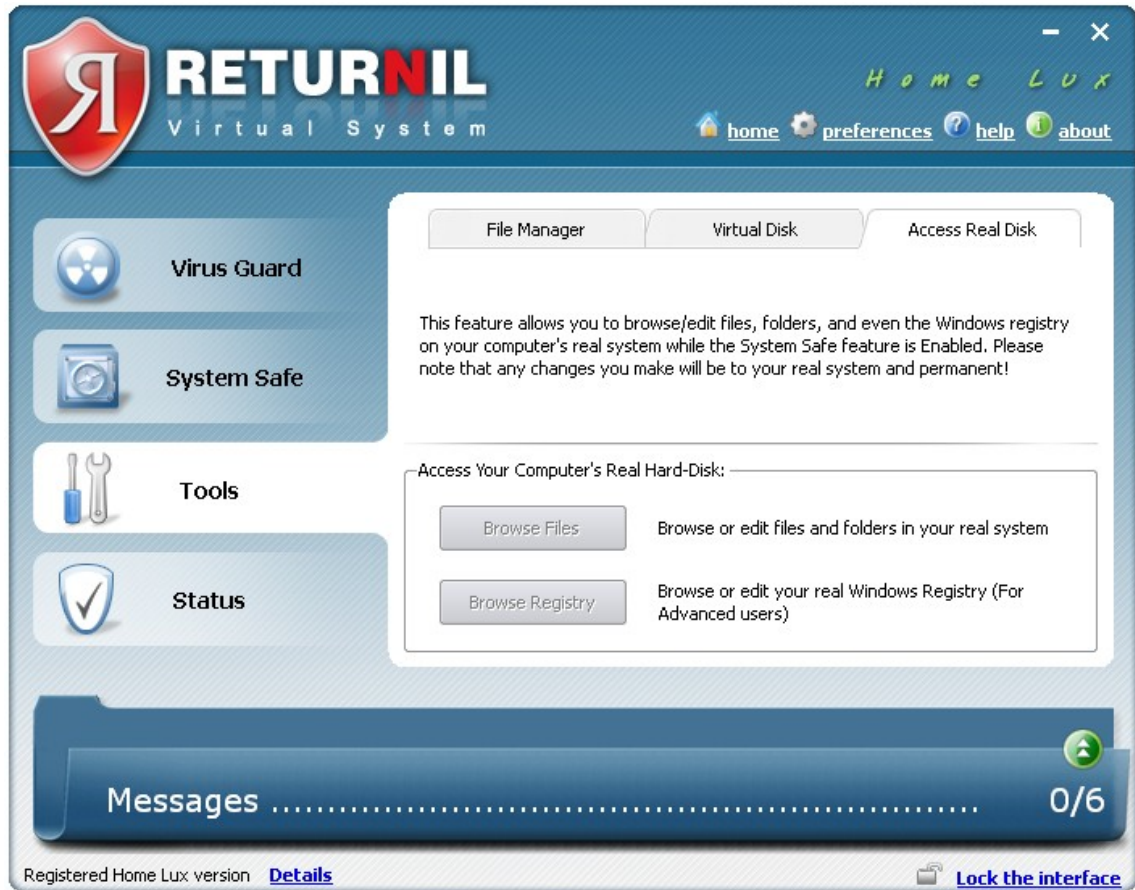 RETURNIL
Virtual System
Home Lux
home preferences help about
Virus Guard
System Safe
Tools
Status
File Manager Virtual Disk Access Real Disk
This feature allows you to browse/edit files, folders, and even the Windows registry
on your computer's real system while the System Safe feature is Enabled. Please
note that any changes you make will be to your real system and permanent!
Access Your Computer's Real Hard-Disk:
Browse Files Browse or edit files and folders in your real system
Browse Registry Browse or edit your real Windows Registry (For
Advanced users)
Messages ............................................................... 0/6
Registered Home Lux version Details Lock the interface